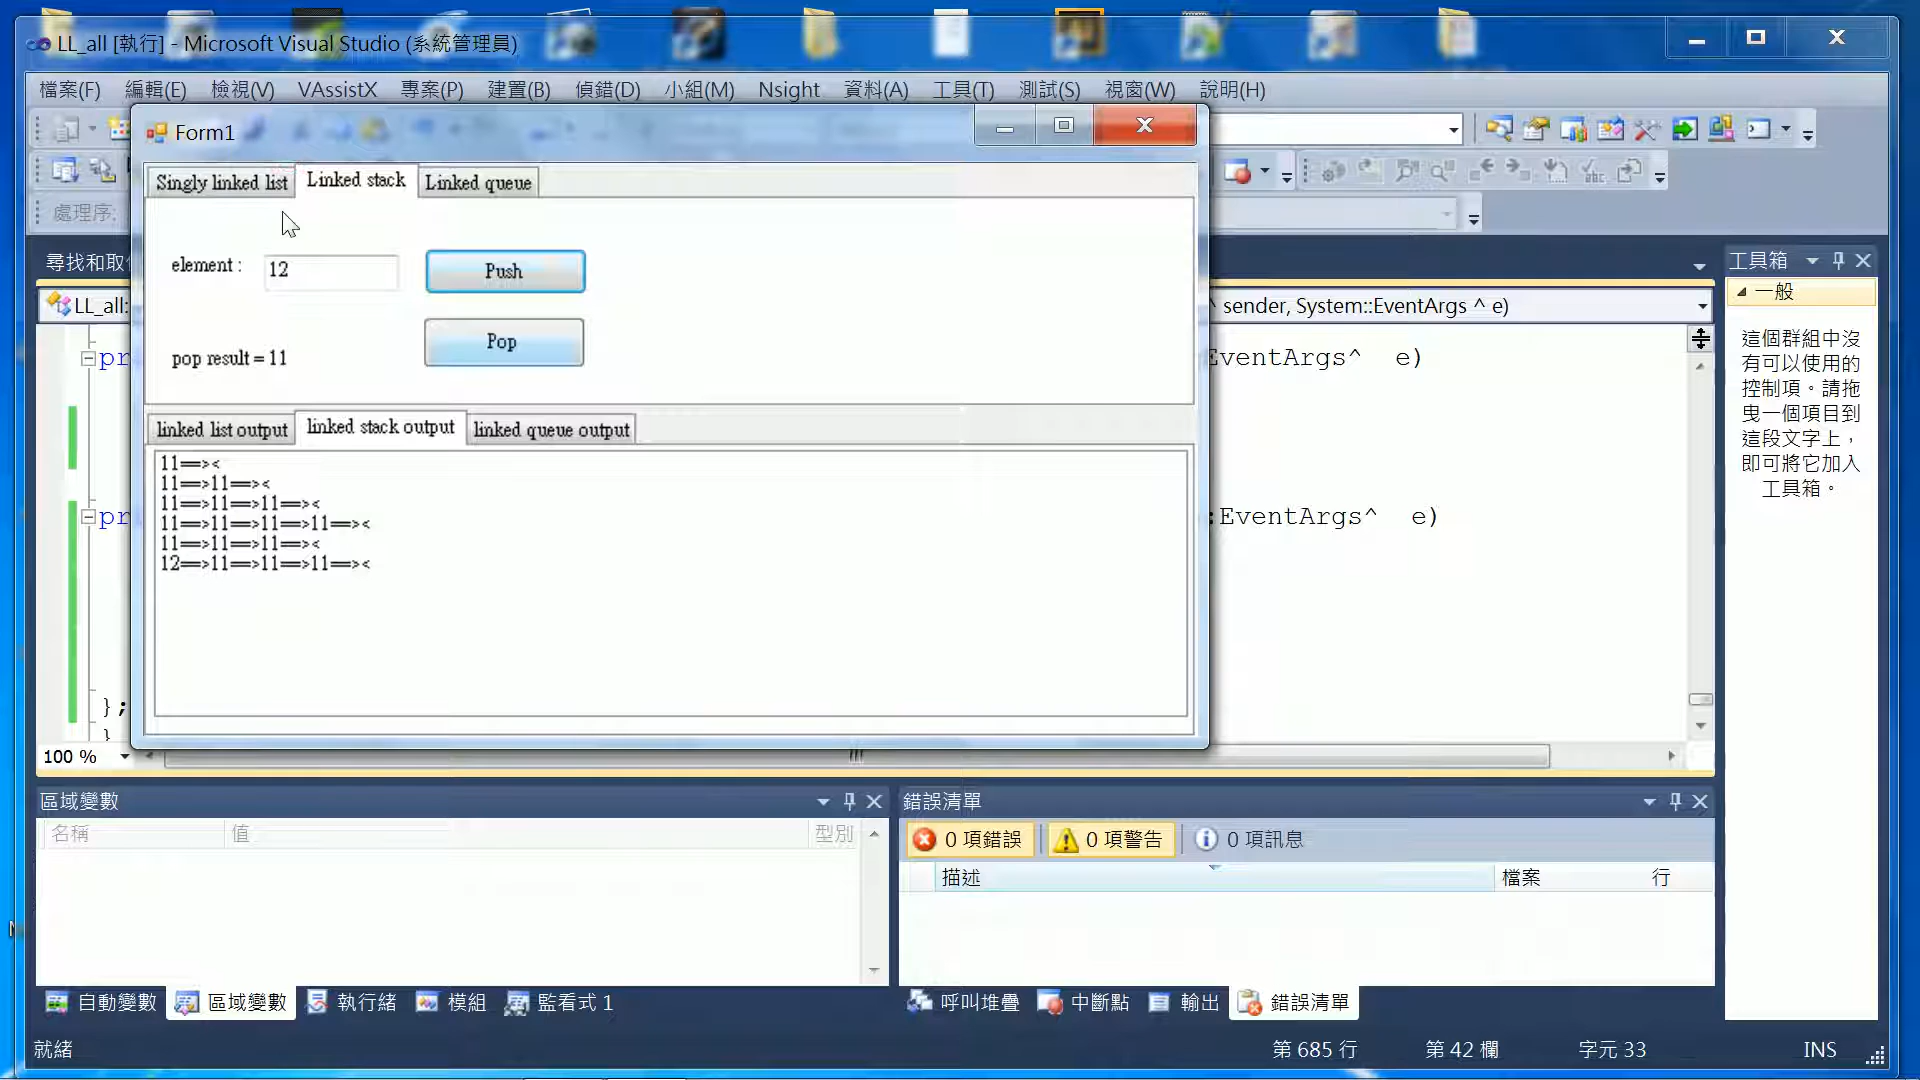 LL_all [執行] - Microsoft Visual Studio (系統管理員)
檔案(F) 編輯(E) 檢視(V) VAssistX 專案(P) 建置(B) 偵錯(D) 小組(M) Nsight 資料(A) 工具(T) 測試(S) 視窗(W) 說明(H)
Form1
處理序:
Singly linked list Linked stack Linked queue
element : 12 Push
Pop
pop result = 11
linked list output linked stack output linked queue output
11==><
11==>11==><
11==>11==>11==><
11==>11==>11==>11==><
11==>11==>11==><
12==>11==>11==>11==><
尋找和取
LL_all:
^ sender, System::EventArgs ^ e)
pr
EventArgs^ e)
pr
:EventArgs^ e)
};
}
100 %
工具箱
一般
這個群組中沒
有可以使用的
控制項。請拖
曳一個項目到
這段文字上，
即可將它加入
工具箱。
區域變數
名稱 值 型別
自動變數 區域變數 執行緒 模組 監看式 1
錯誤清單
0 項錯誤 0 項警告 0 項訊息
描述 檔案 行
呼叫堆疊 中斷點 輸出 錯誤清單
就緒 第 685 行 第 42 欄 字元 33 INS